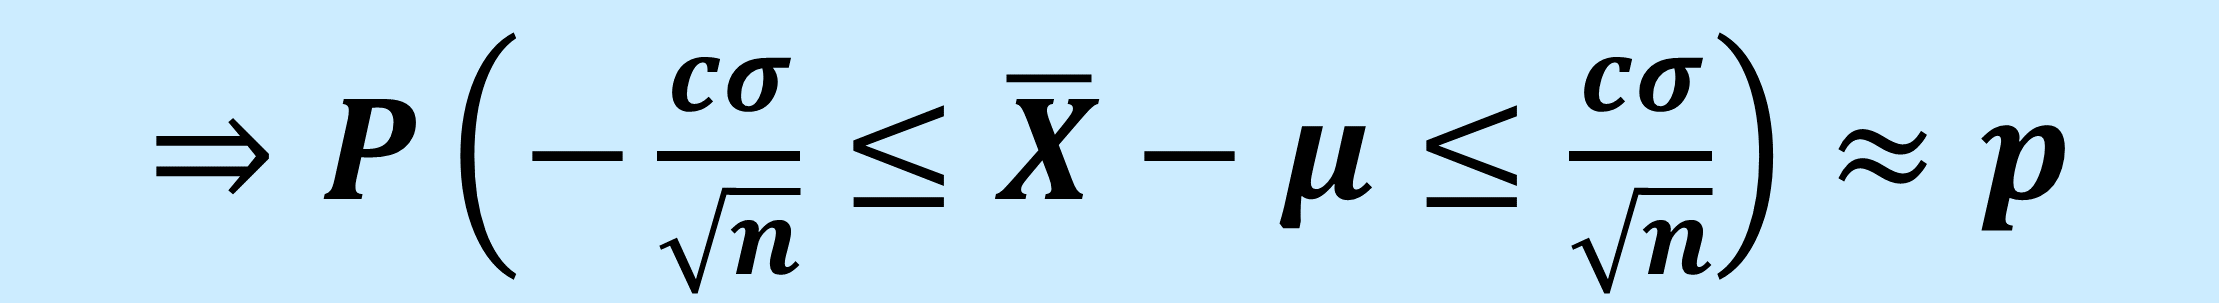 ⇒ P(−cσ/√n ≤ X̅ − μ ≤ cσ/√n) ≈ p